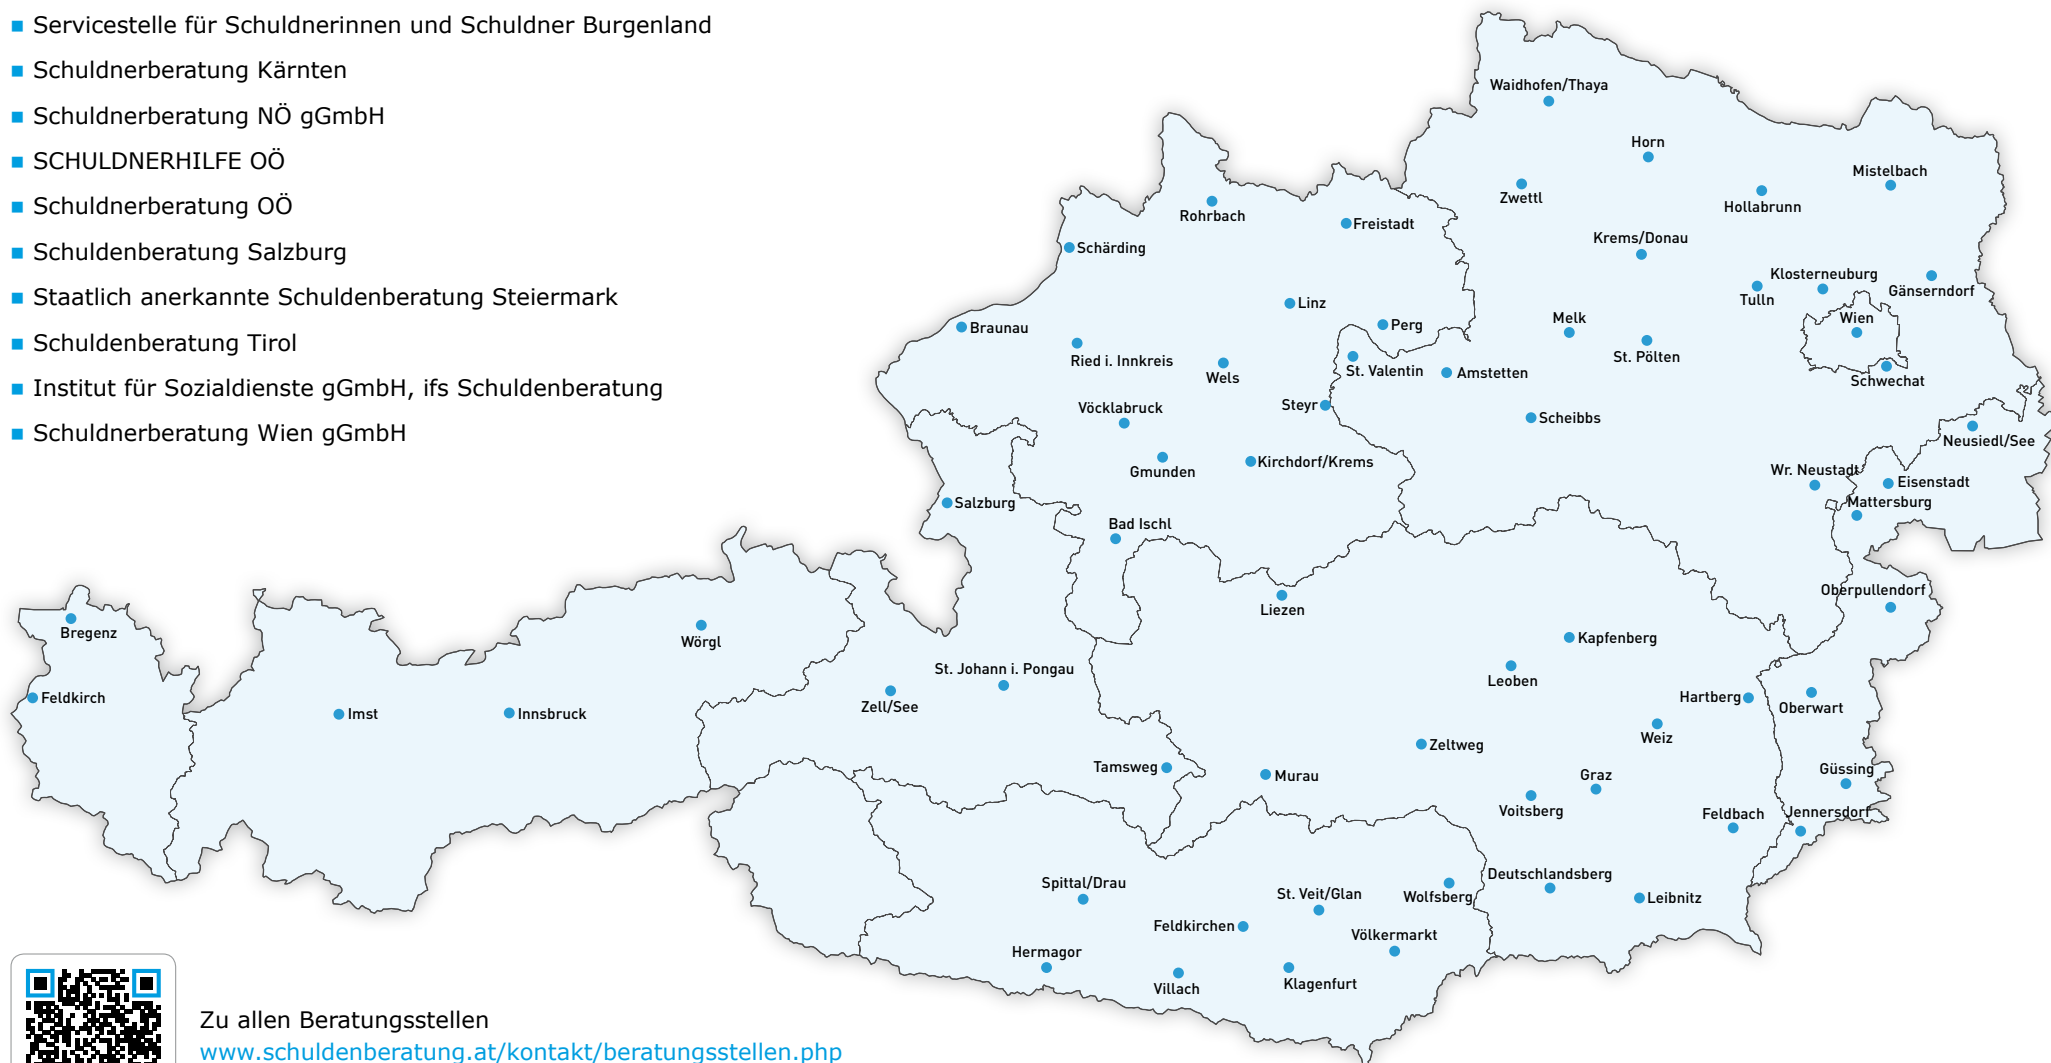 Servicestelle für Schuldnerinnen und Schuldner Burgenland
Schuldnerberatung Kärnten
Schuldnerberatung NÖ gGmbH
SCHULDNERHILFE OÖ
Schuldnerberatung OÖ
Schuldenberatung Salzburg
Staatlich anerkannte Schuldenberatung Steiermark
Schuldenberatung Tirol
Institut für Sozialdienste gGmbH, ifs Schuldenberatung
Schuldnerberatung Wien gGmbH
Waidhofen/Thaya
Horn
Mistelbach
Zwettl
Hollabrunn
Rohrbach
Freistadt
Krems/Donau
Schärding
Klosterneuburg
Gänserndorf
Tulln
Linz
Wien
Melk
Perg
Braunau
St. Pölten
Ried i. Innkreis
St. Valentin
Amstetten
Wels
Schwechat
Steyr
Vöcklabruck
Scheibbs
Neusiedl/See
Kirchdorf/Krems
Gmunden
Wr. Neustadt
Eisenstadt
Mattersburg
Salzburg
Bad Ischl
Oberpullendorf
Liezen
Bregenz
Wörgl
Kapfenberg
St. Johann i. Pongau
Leoben
Feldkirch
Hartberg
Zell/See
Oberwart
Imst
Innsbruck
Weiz
Zeltweg
Tamsweg
Murau
Graz
Güssing
Voitsberg
Feldbach
Jennersdorf
Deutschlandsberg
Spittal/Drau
St. Veit/Glan
Wolfsberg
Leibnitz
Feldkirchen
Völkermarkt
Hermagor
Villach
Klagenfurt
Zu allen Beratungsstellen
www.schuldenberatung.at/kontakt/beratungsstellen.php